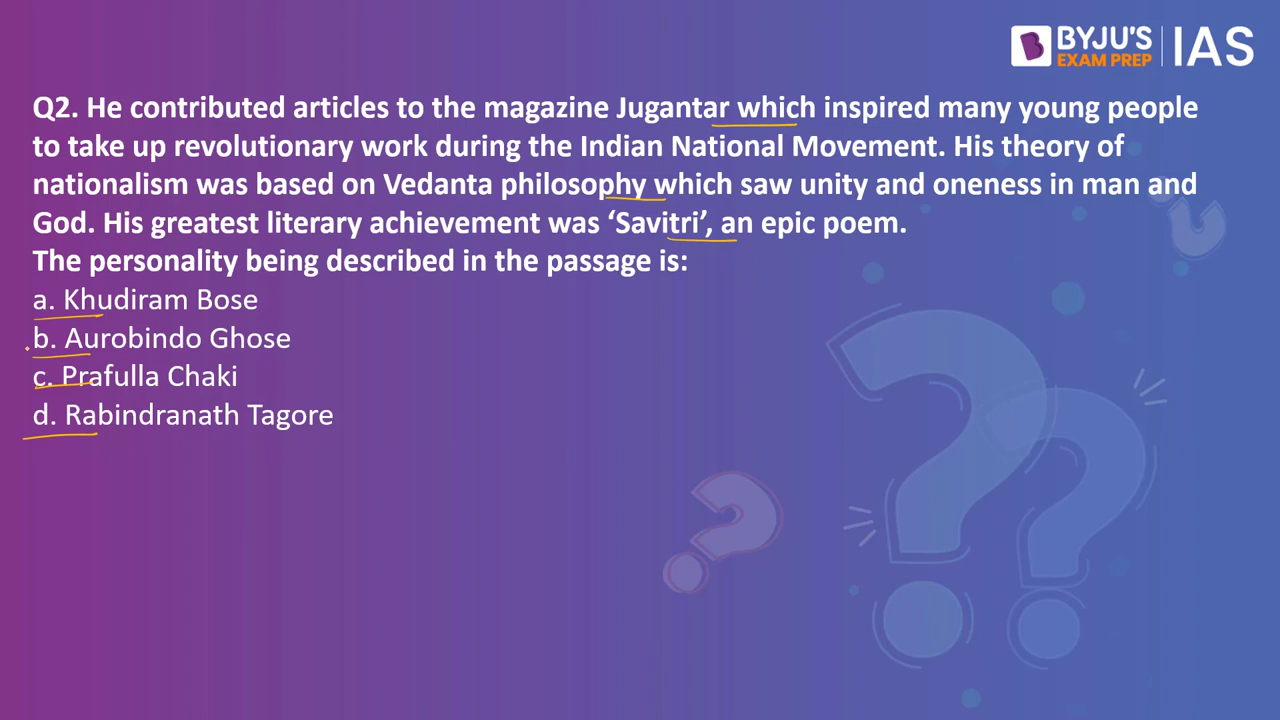 BYJU'S
EXAM PREP
IAS
Q2. He contributed articles to the magazine Jugantar which inspired many young people
to take up revolutionary work during the Indian National Movement. His theory of
nationalism was based on Vedanta philosophy which saw unity and oneness in man and
God. His greatest literary achievement was ‘Savitri’, an epic poem.
The personality being described in the passage is:
a. Khudiram Bose
b. Aurobindo Ghose
c. Prafulla Chaki
d. Rabindranath Tagore